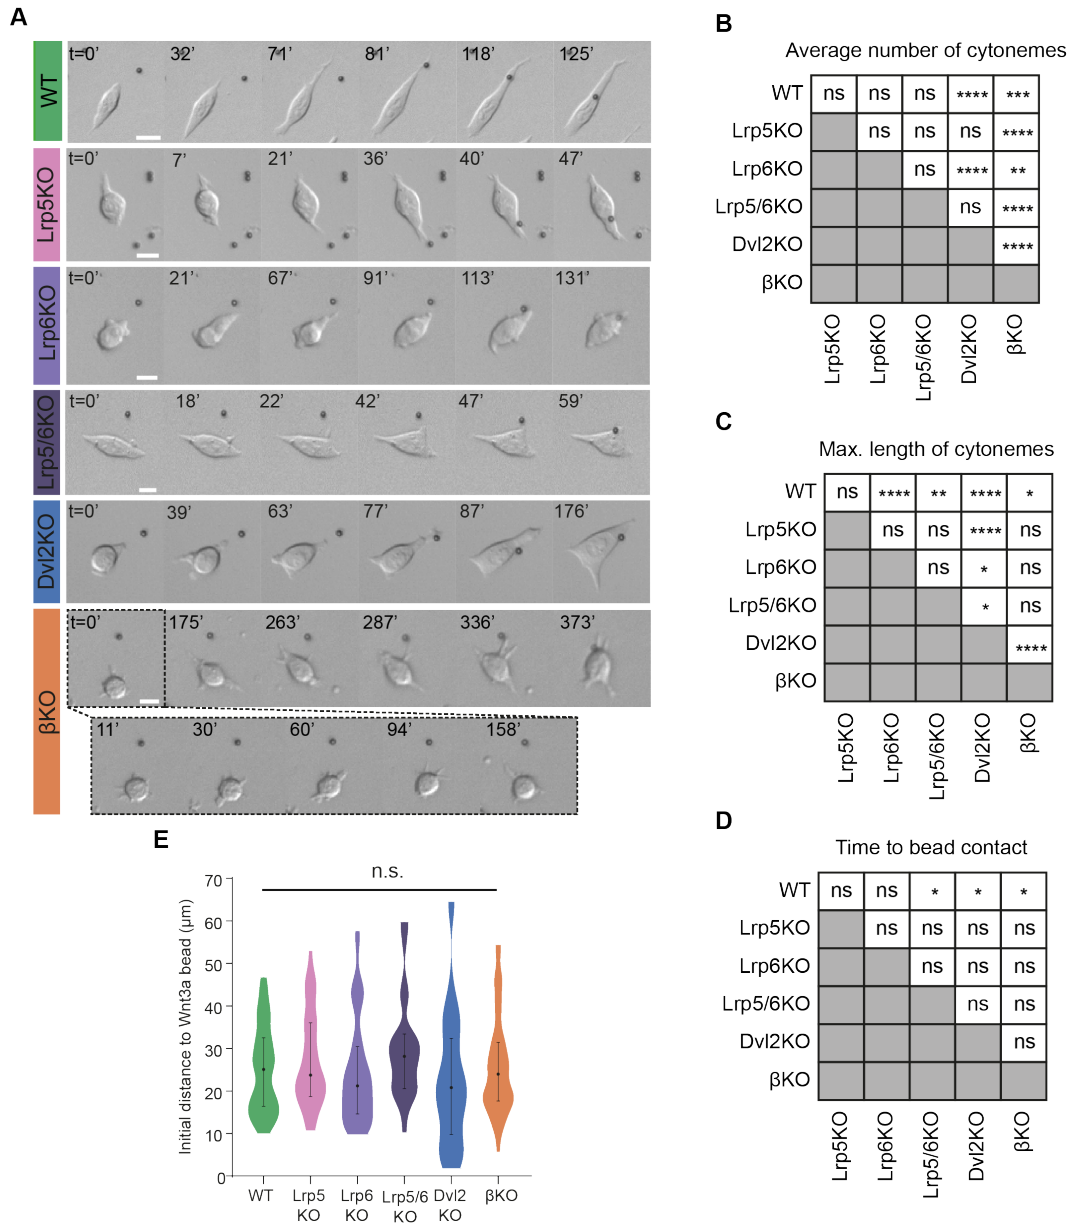 A
WT
t=0’ 32’ 71’ 81’ 118’ 125’
Lrp5KO
t=0’ 7’ 21’ 36’ 40’ 47’
Lrp6KO
t=0’ 21’ 67’ 91’ 113’ 131’
Lrp5/6KO
t=0’ 18’ 22’ 42’ 47’ 59’
Dvl2KO
t=0’ 39’ 63’ 77’ 87’ 176’
βKO
t=0’ 175’ 263’ 287’ 336’ 373’
11’ 30’ 60’ 94’ 158’
B
Average number of cytonemes
WT ns ns ns **** ***
Lrp5KO ns ns ns ****
Lrp6KO ns **** **
Lrp5/6KO ns ****
Dvl2KO ****
βKO
Lrp5KO Lrp6KO Lrp5/6KO Dvl2KO βKO
C
Max. length of cytonemes
WT ns **** ** **** *
Lrp5KO ns ns **** ns
Lrp6KO ns * ns
Lrp5/6KO * ns
Dvl2KO ****
βKO
Lrp5KO Lrp6KO Lrp5/6KO Dvl2KO βKO
D
Time to bead contact
WT ns ns * * *
Lrp5KO ns ns ns ns
Lrp6KO ns ns ns
Lrp5/6KO ns ns
Dvl2KO ns
βKO
Lrp5KO Lrp6KO Lrp5/6KO Dvl2KO βKO
E
n.s.
Initial distance to Wnt3a bead (μm)
70
60
50
40
30
20
10
0
WT Lrp5 Lrp6 Lrp5/6 Dvl2 βKO
KO KO KO KO